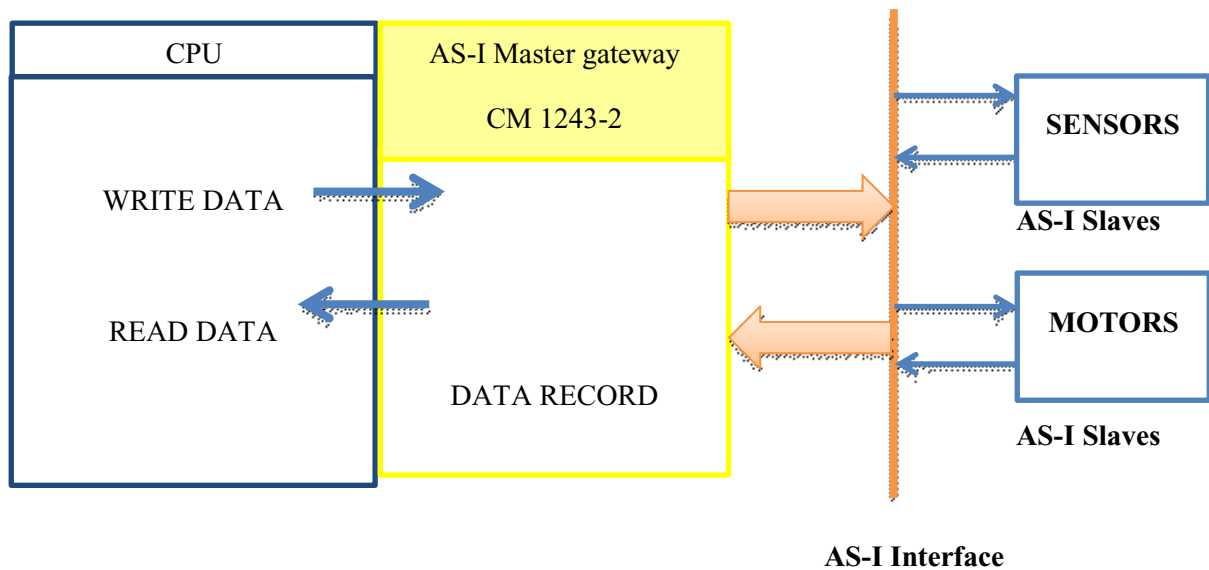 CPU
AS-I Master gateway
CM 1243-2
WRITE DATA
READ DATA
DATA RECORD
SENSORS
AS-I Slaves
MOTORS
AS-I Slaves
AS-I Interface